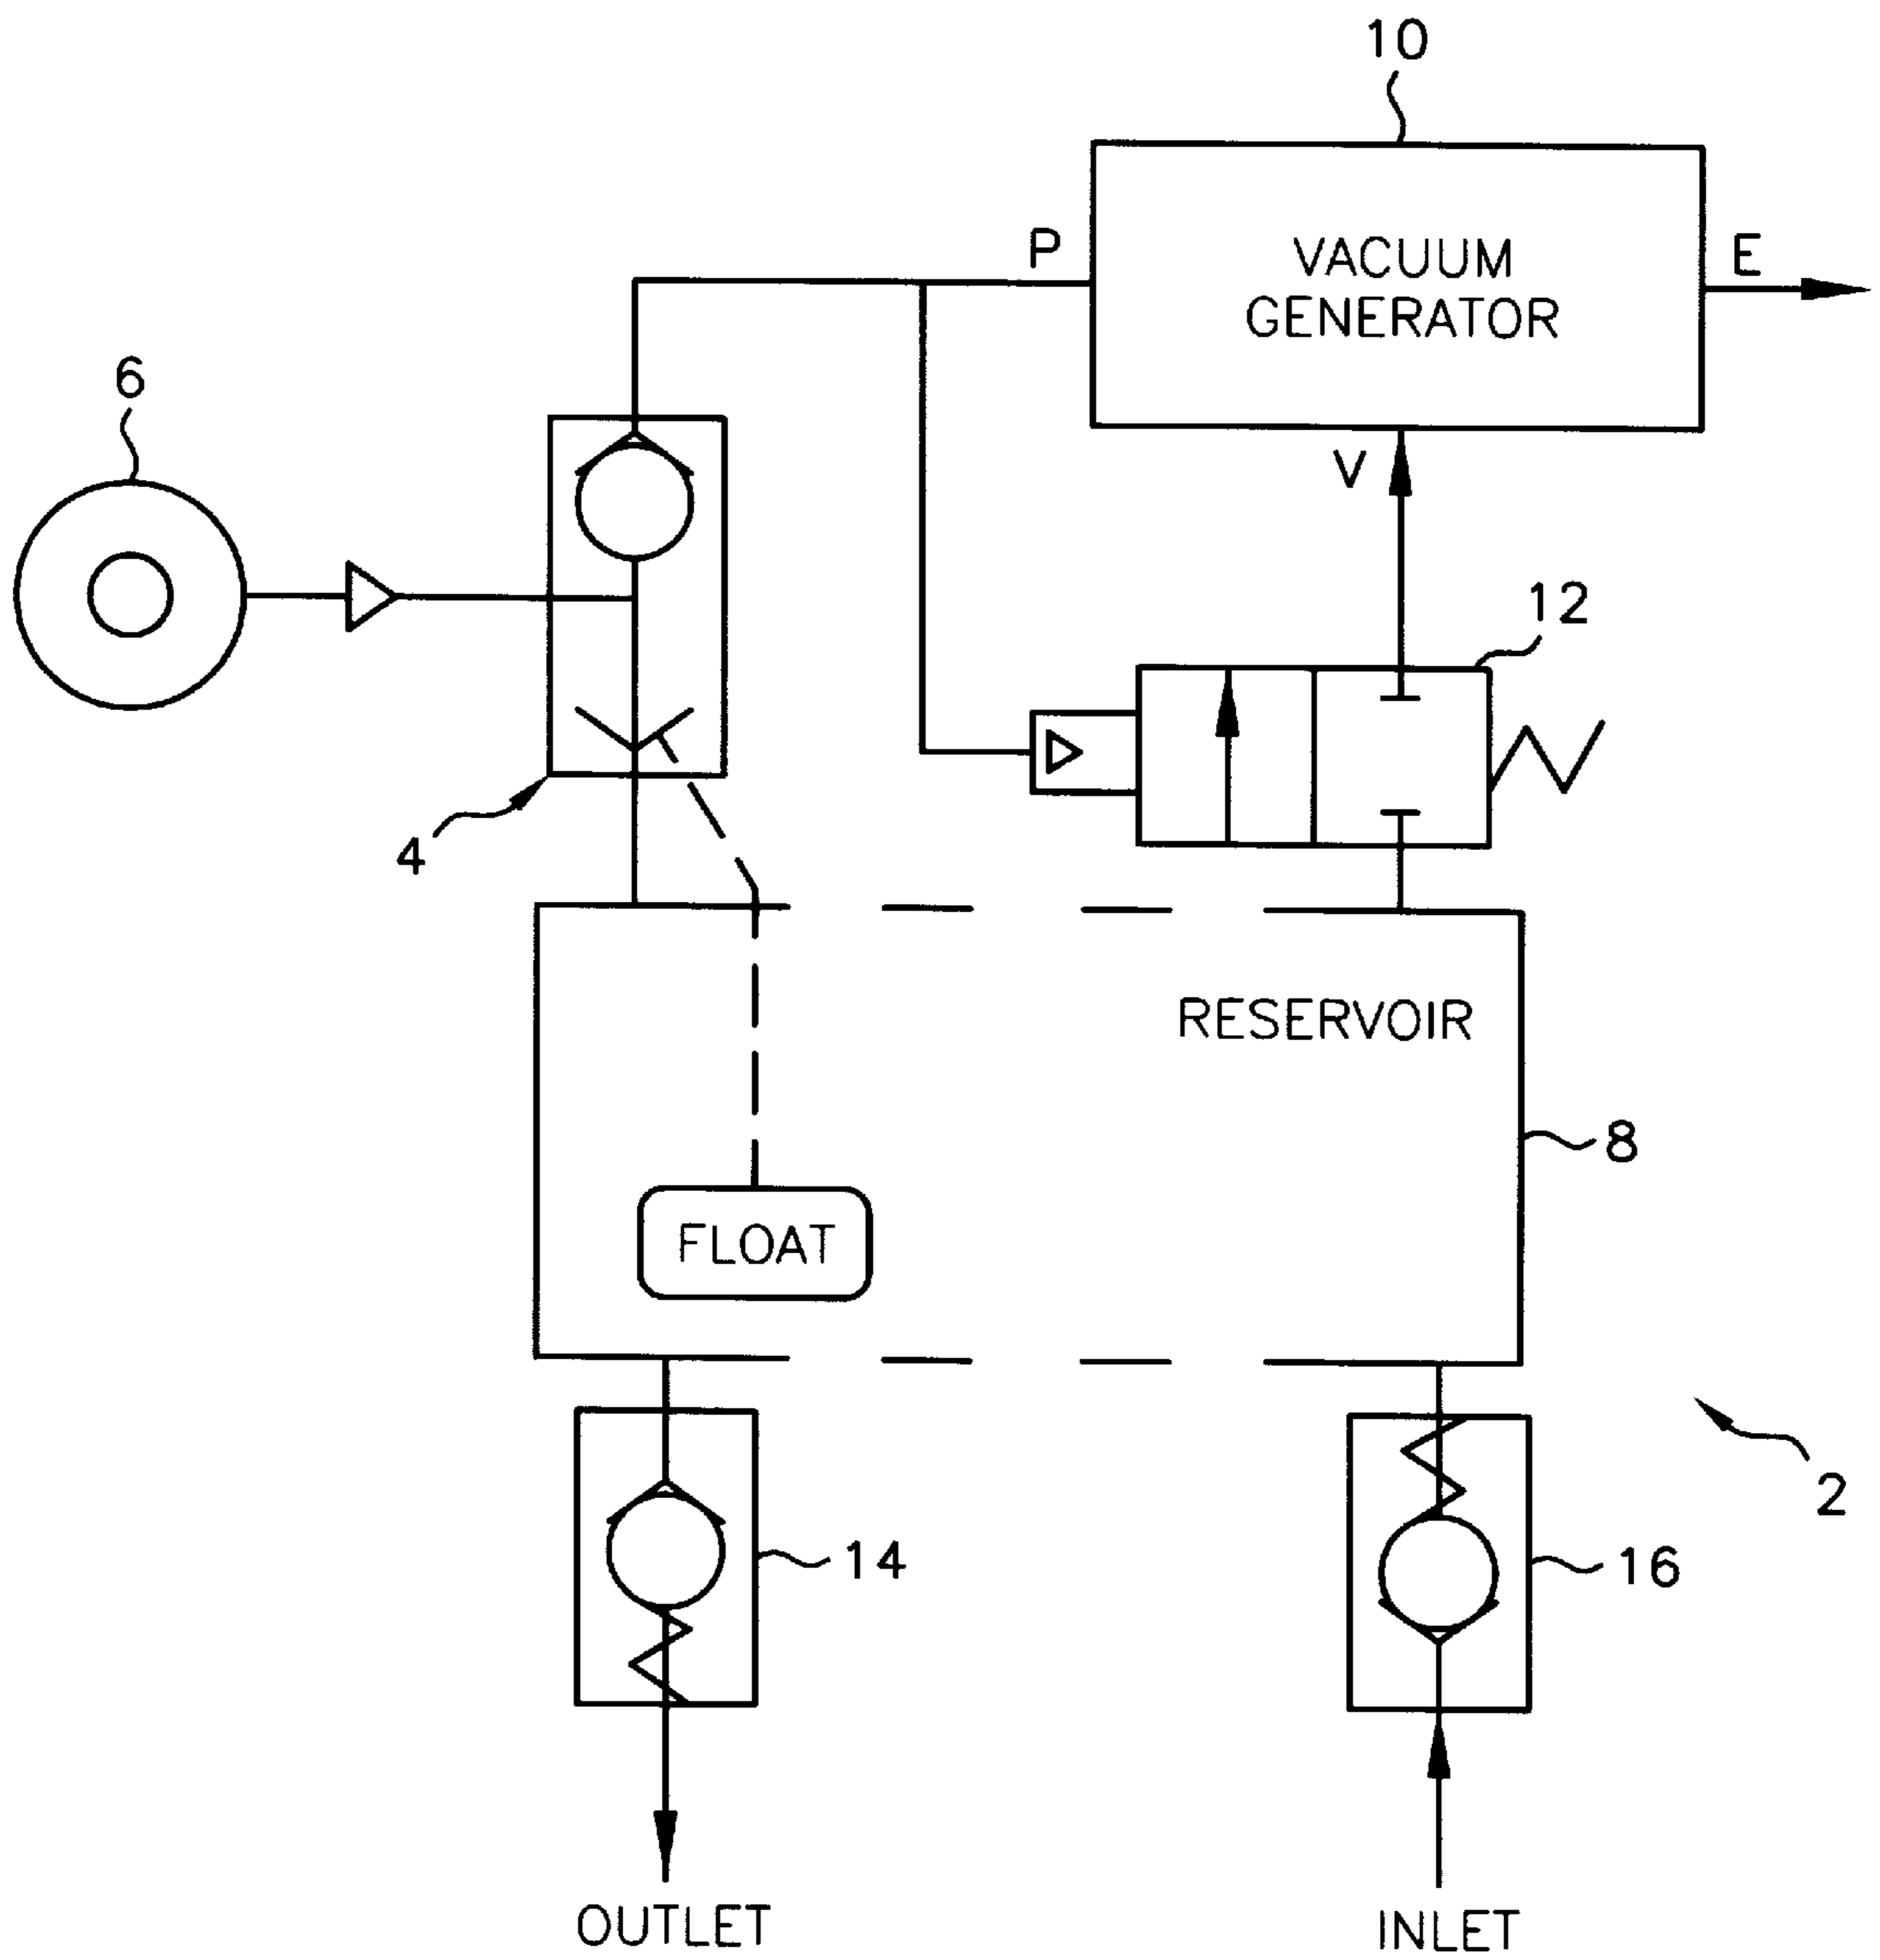 10
P
VACUUM
GENERATOR
E
6
V
12
4
RESERVOIR
8
FLOAT
2
14
16
OUTLET
INLET